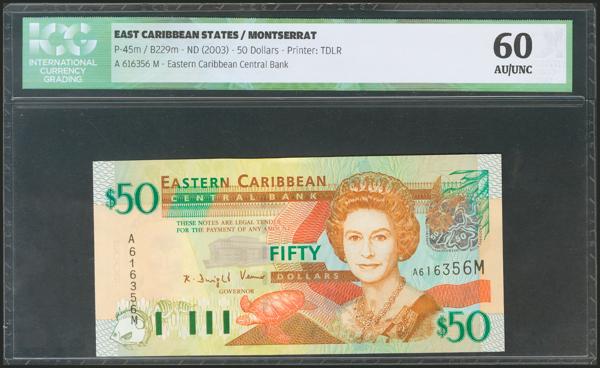 ICG
INTERNATIONAL
CURRENCY
GRADING
EAST CARIBBEAN STATES / MONTSERRAT
P-45m / B229m - ND (2003) - 50 Dollars - Printer: TDLR
A 616356 M - Eastern Caribbean Central Bank
60
AU/UNC
$50
EASTERN CARIBBEAN
CENTRAL BANK
THESE NOTES ARE LEGAL TENDER
FOR THE PAYMENT OF ANY AMOUNT
FIFTY
DOLLARS
GOVERNOR
A616356M
A616356M
$50